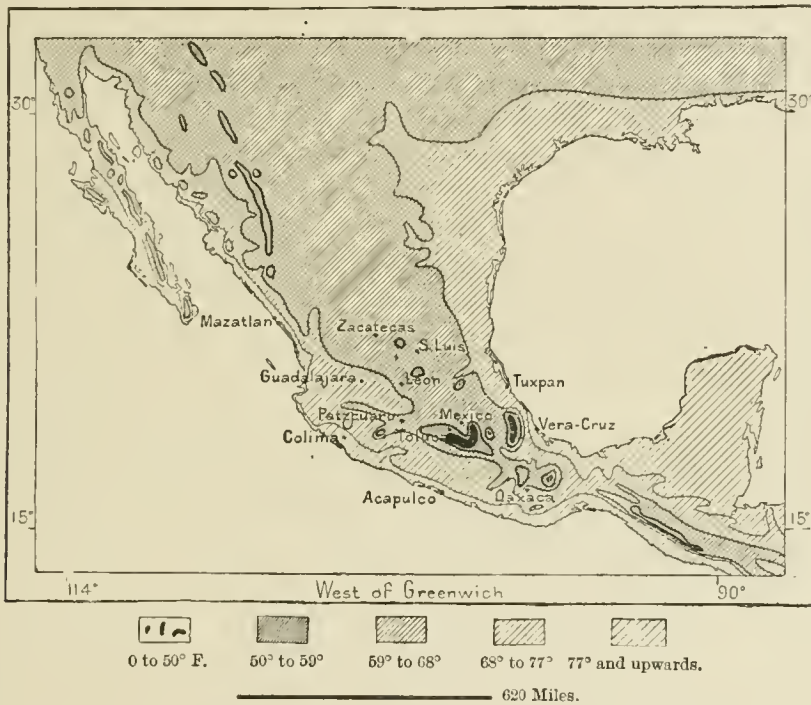 30°
30°
Mazatlan
Zacatecas
S. Luis
Guadalajara
Leon
Tuxpan
Patzcuaro
Mexico
Vera-Cruz
Colima
Toluca
Acapulco
Oaxaca
15°
15°
114°
West of Greenwich
90°
0 to 50° F.
50° to 59°
59° to 68°
68° to 77°
77° and upwards.
620 Miles.